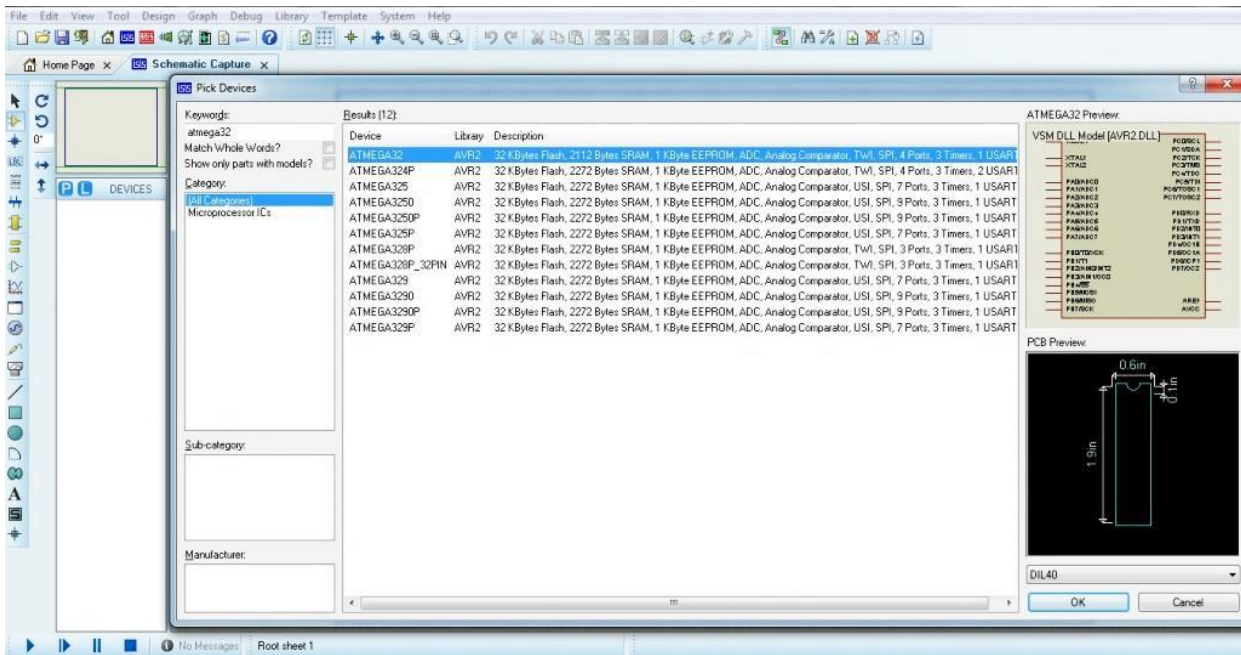 File Edit View Tool Design Graph Debug Library Template System Help
Home Page x ISIS Schematic Capture x
ISIS Pick Devices
Keywords:
atmega32
Match Whole Words?
Show only parts with models?
Category:
(All Categories)
Microprocessor ICs
Sub-category:
Manufacturer:
Results (12):
Device Library Description
ATMEGA32 AVR2 32 KBytes Flash, 2112 Bytes SRAM, 1 KByte EEPROM, ADC, Analog Comparator, TWI, SPI, 4 Ports, 3 Timers, 1 USART
ATMEGA324P AVR2 32 KBytes Flash, 2272 Bytes SRAM, 1 KByte EEPROM, ADC, Analog Comparator, TWI, SPI, 4 Ports, 3 Timers, 2 USART
ATMEGA325 AVR2 32 KBytes Flash, 2272 Bytes SRAM, 1 KByte EEPROM, ADC, Analog Comparator, USI, SPI, 7 Ports, 3 Timers, 1 USART
ATMEGA3250 AVR2 32 KBytes Flash, 2272 Bytes SRAM, 1 KByte EEPROM, ADC, Analog Comparator, USI, SPI, 9 Ports, 3 Timers, 1 USART
ATMEGA3250P AVR2 32 KBytes Flash, 2272 Bytes SRAM, 1 KByte EEPROM, ADC, Analog Comparator, USI, SPI, 9 Ports, 3 Timers, 1 USART
ATMEGA325P AVR2 32 KBytes Flash, 2272 Bytes SRAM, 1 KByte EEPROM, ADC, Analog Comparator, USI, SPI, 7 Ports, 3 Timers, 1 USART
ATMEGA328P AVR2 32 KBytes Flash, 2272 Bytes SRAM, 1 KByte EEPROM, ADC, Analog Comparator, TWI, SPI, 3 Ports, 3 Timers, 1 USART
ATMEGA328P_32PIN AVR2 32 KBytes Flash, 2272 Bytes SRAM, 1 KByte EEPROM, ADC, Analog Comparator, TWI, SPI, 3 Ports, 3 Timers, 1 USART
ATMEGA329 AVR2 32 KBytes Flash, 2272 Bytes SRAM, 1 KByte EEPROM, ADC, Analog Comparator, USI, SPI, 7 Ports, 3 Timers, 1 USART
ATMEGA3290 AVR2 32 KBytes Flash, 2272 Bytes SRAM, 1 KByte EEPROM, ADC, Analog Comparator, USI, SPI, 9 Ports, 3 Timers, 1 USART
ATMEGA3290P AVR2 32 KBytes Flash, 2272 Bytes SRAM, 1 KByte EEPROM, ADC, Analog Comparator, USI, SPI, 9 Ports, 3 Timers, 1 USART
ATMEGA329P AVR2 32 KBytes Flash, 2272 Bytes SRAM, 1 KByte EEPROM, ADC, Analog Comparator, USI, SPI, 7 Ports, 3 Timers, 1 USART
ATMEGA32 Preview:
VSM DLL Model [AVR2.DLL]
XTAL1
XTAL2
AREF
AVCC
PCB Preview:
0.6in
0.1in
1.9in
DIL40
OK Cancel
0°
P L DEVICES
No Messages Root sheet 1